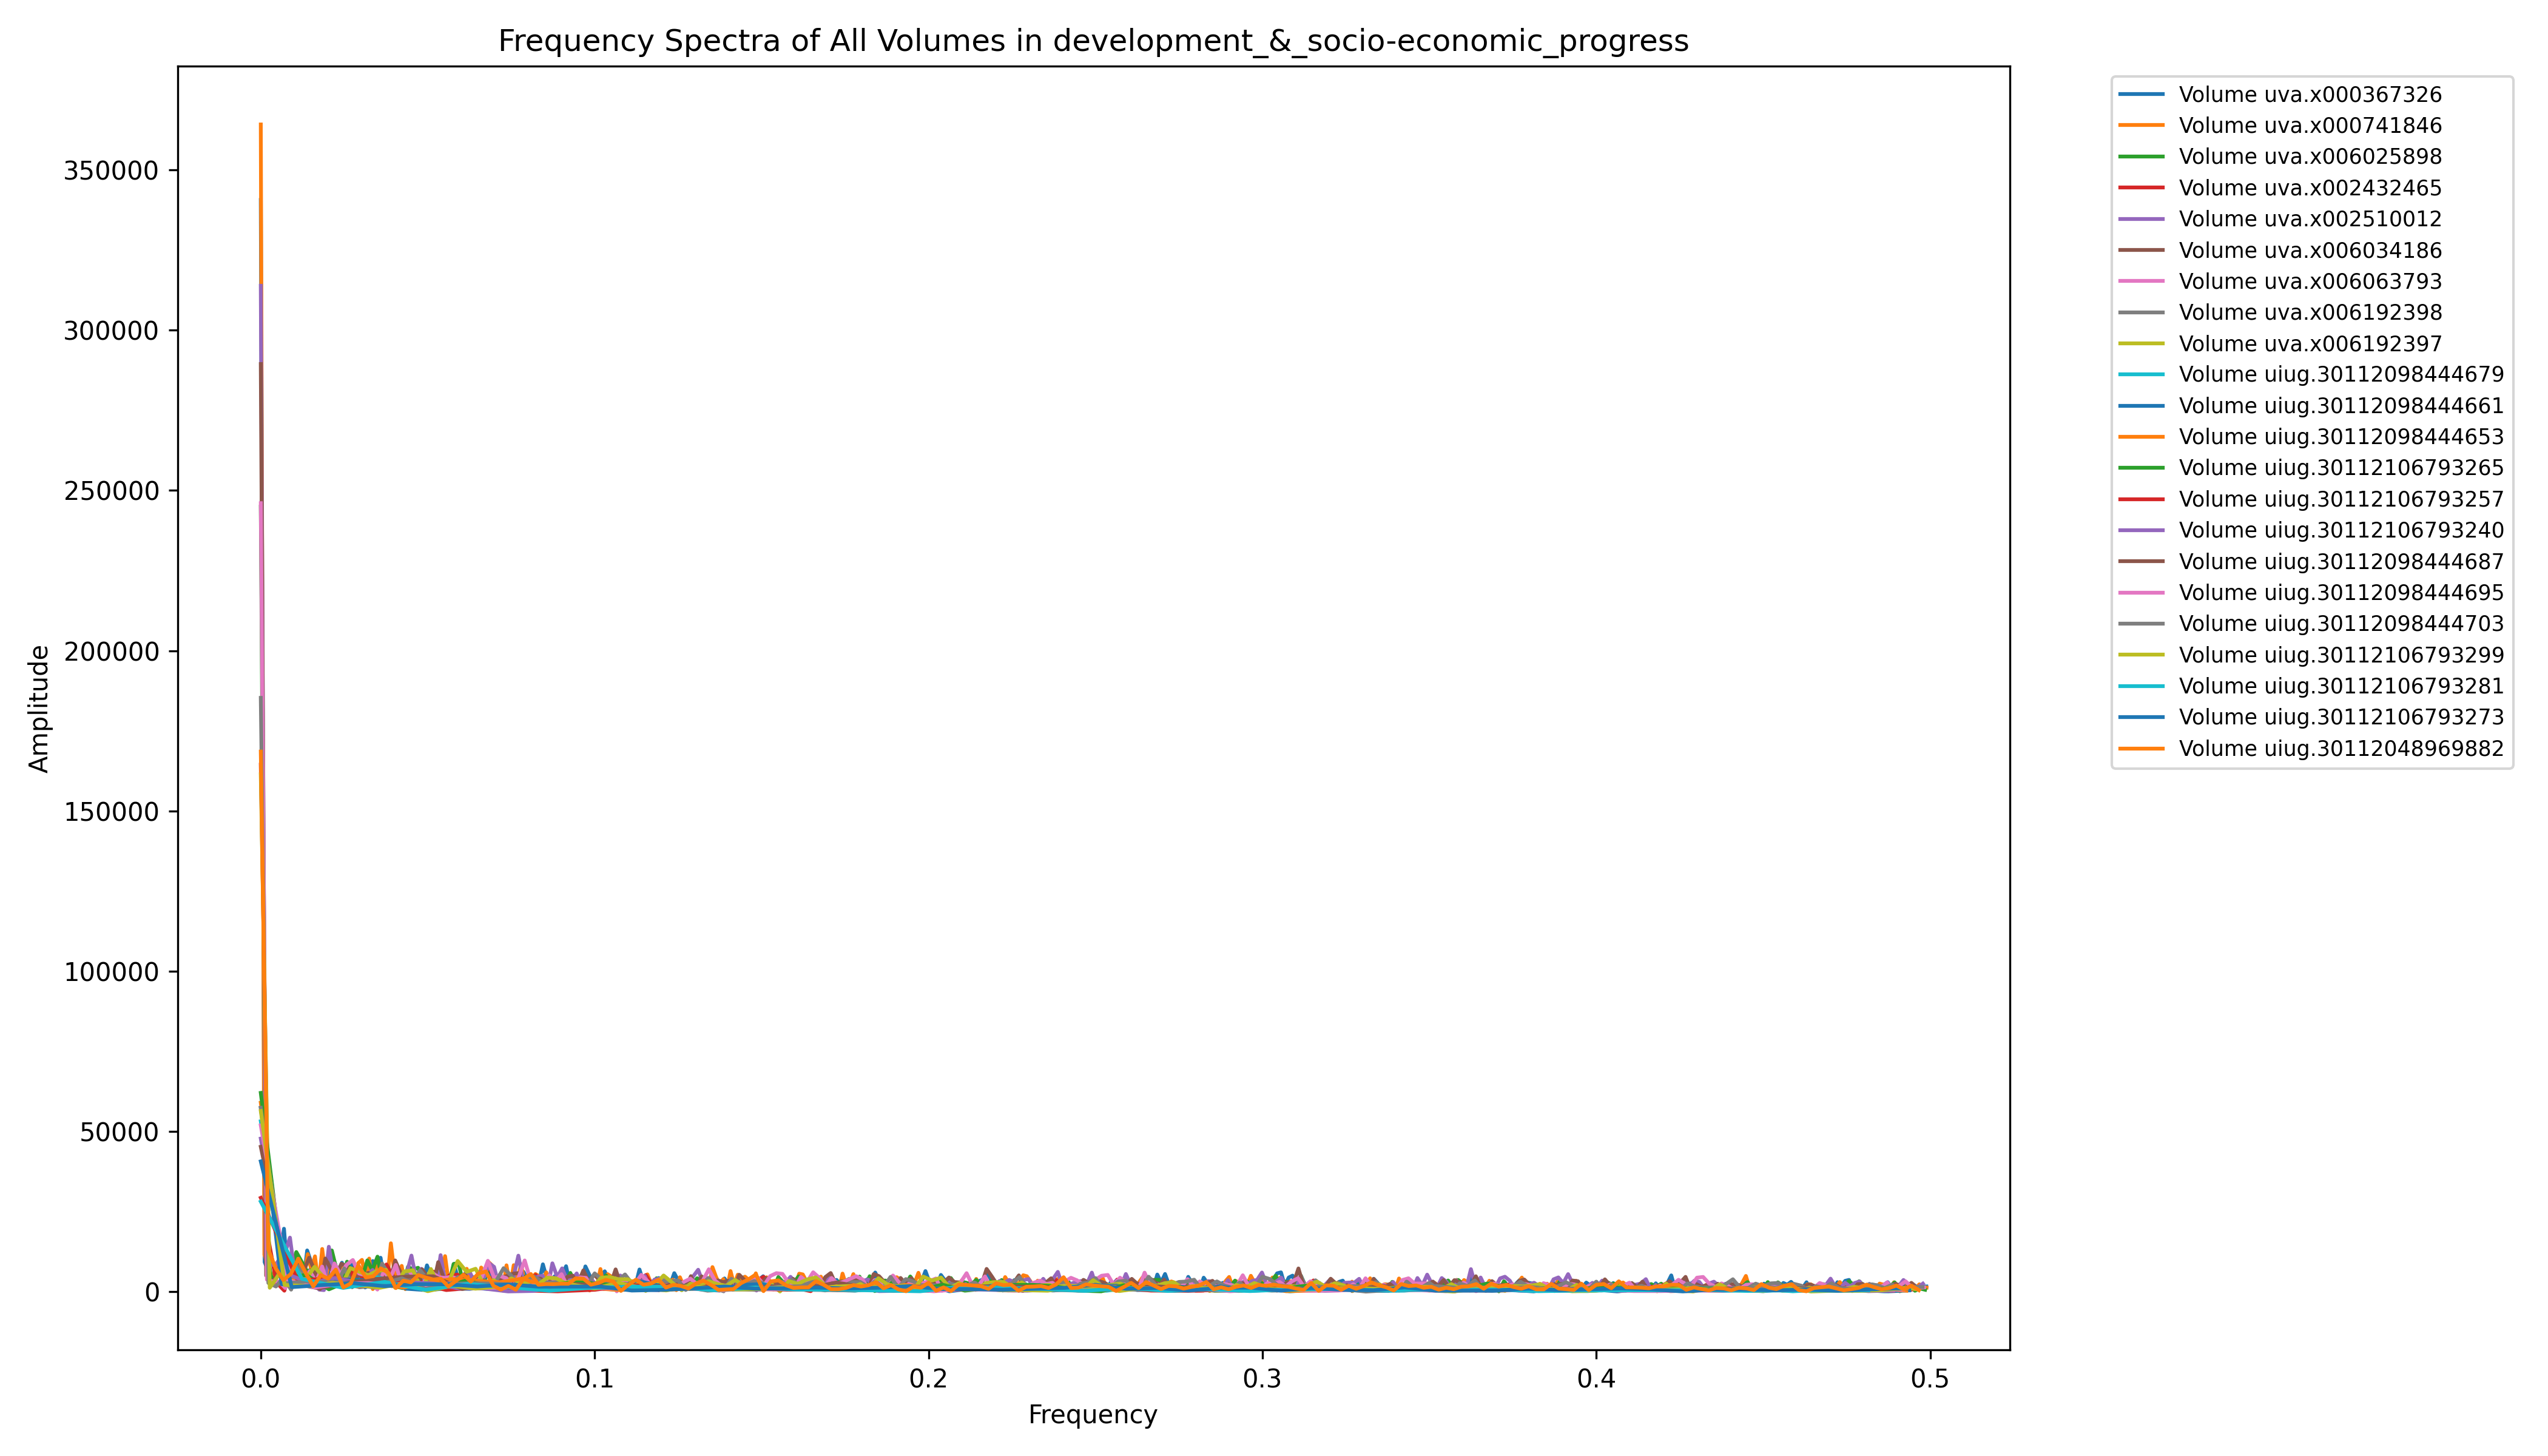 Frequency Spectra of All Volumes in development_&_socio-economic_progress
350000
300000
250000
200000
150000
100000
50000
0
Amplitude
0.0 0.1 0.2 0.3 0.4 0.5
Frequency
Volume uva.x000367326
Volume uva.x000741846
Volume uva.x006025898
Volume uva.x002432465
Volume uva.x002510012
Volume uva.x006034186
Volume uva.x006063793
Volume uva.x006192398
Volume uva.x006192397
Volume uiug.30112098444679
Volume uiug.30112098444661
Volume uiug.30112098444653
Volume uiug.30112106793265
Volume uiug.30112106793257
Volume uiug.30112106793240
Volume uiug.30112098444687
Volume uiug.30112098444695
Volume uiug.30112098444703
Volume uiug.30112106793299
Volume uiug.30112106793281
Volume uiug.30112106793273
Volume uiug.30112048969882